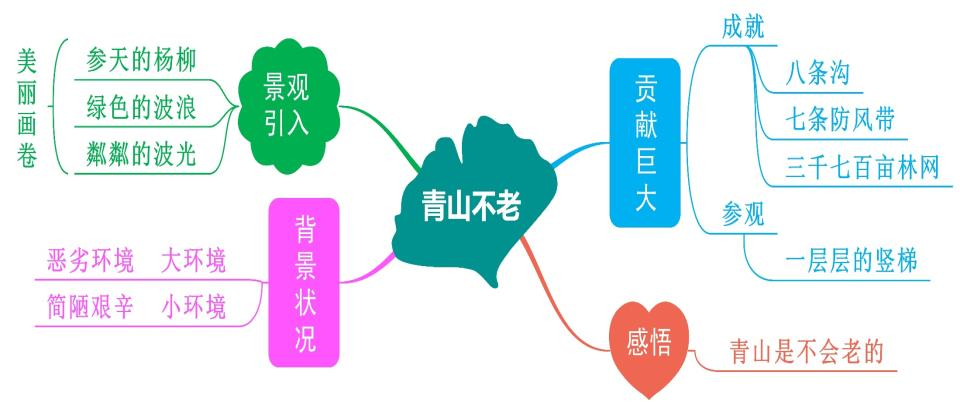 青山不老
景观
引入
参天的杨柳
绿色的波浪
粼粼的波光
美丽画卷
背景状况
恶劣环境 大环境
简陋艰辛 小环境
贡献巨大
成就
八条沟
七条防风带
三千七百亩林网
参观
一层层的竖梯
感悟
青山是不会老的